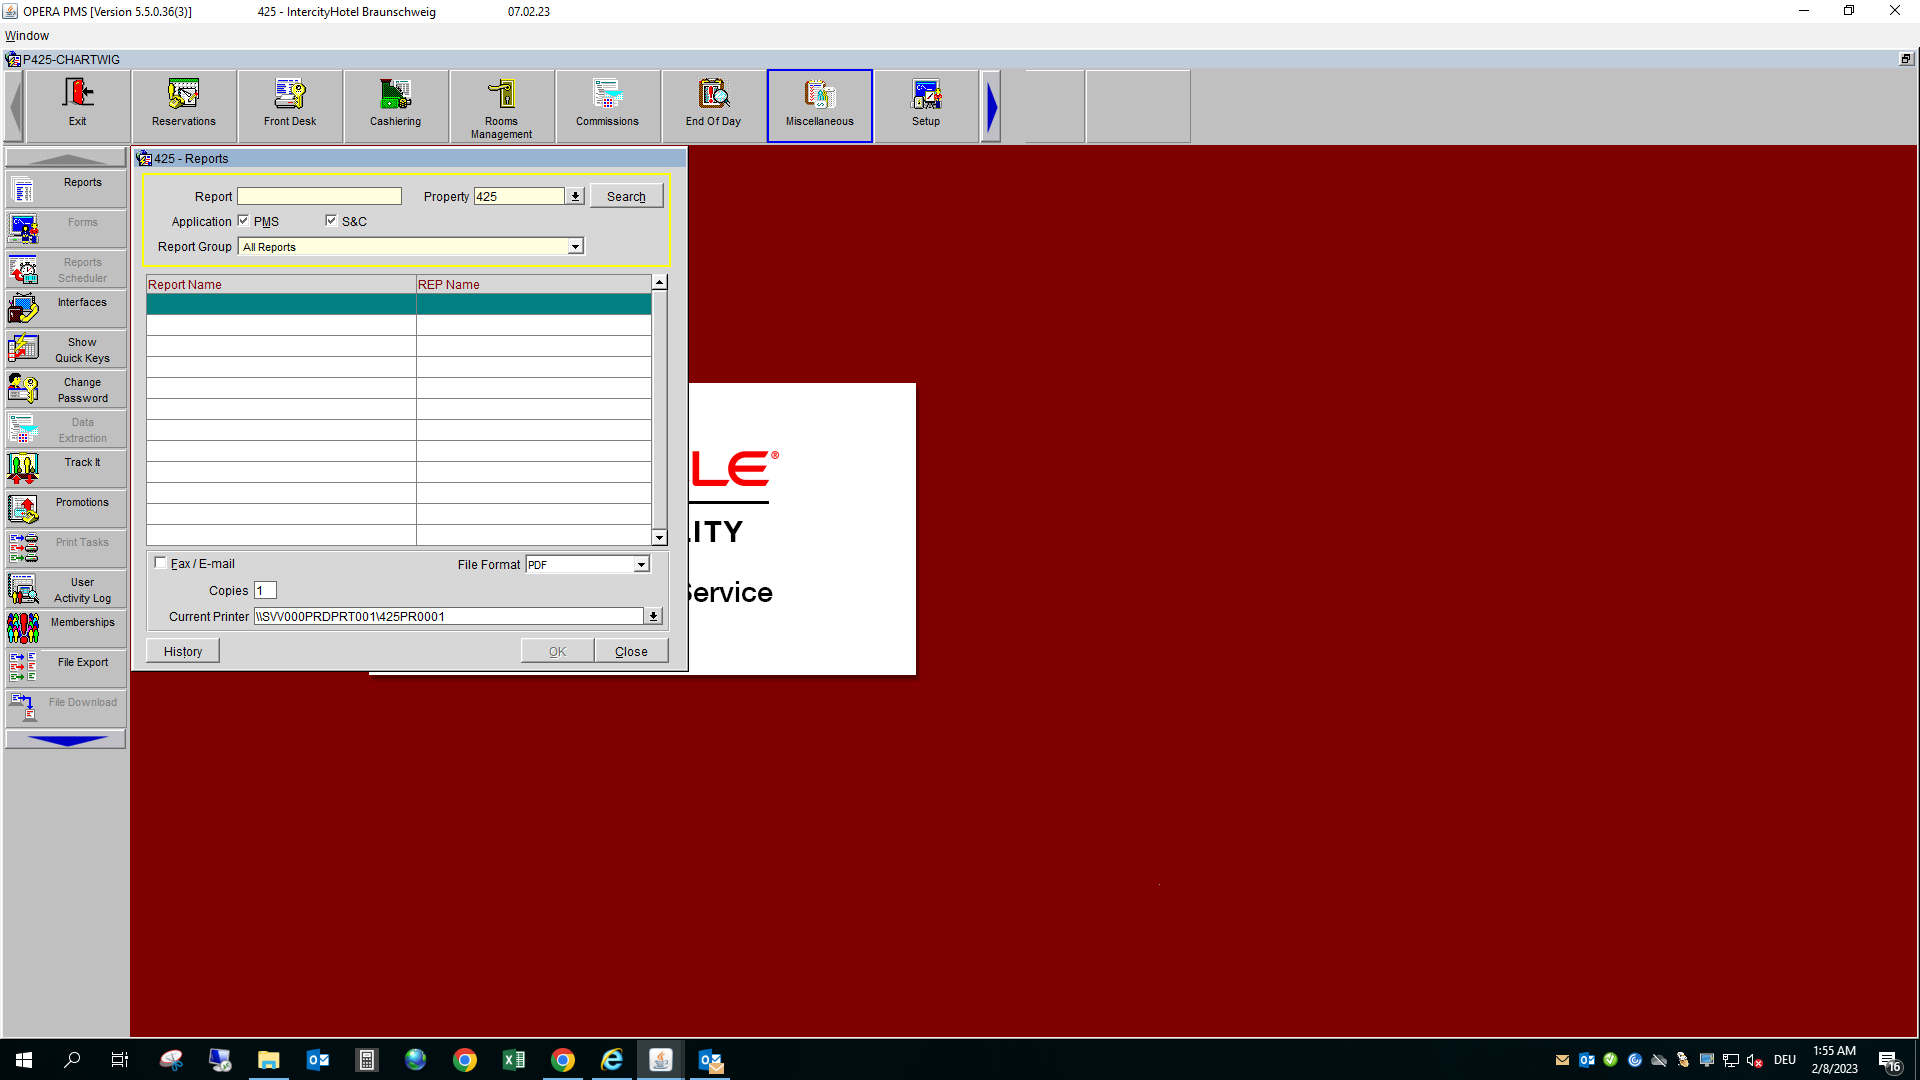 OPERA PMS [Version 5.5.0.36(3)] 425 - IntercityHotel Braunschweig 07.02.23
Window
P425-CHARTWIG
Exit
Reservations
Front Desk
Cashiering
Rooms
Management
Commissions
End Of Day
Miscellaneous
Setup
Reports
Forms
Reports
Scheduler
Interfaces
Show
Quick Keys
Change
Password
Data
Extraction
Track It
Promotions
Print Tasks
User
Activity Log
Memberships
File Export
File Download
425 - Reports
Report Property 425 Search
Application PMS S&C
Report Group All Reports
Report Name REP Name
Fax / E-mail File Format PDF
Copies 1
Current Printer \\SVV000PRDPRT001\425PR0001
History OK Close
LE®
LITY
Service
DEU
1:55 AM
2/8/2023
16